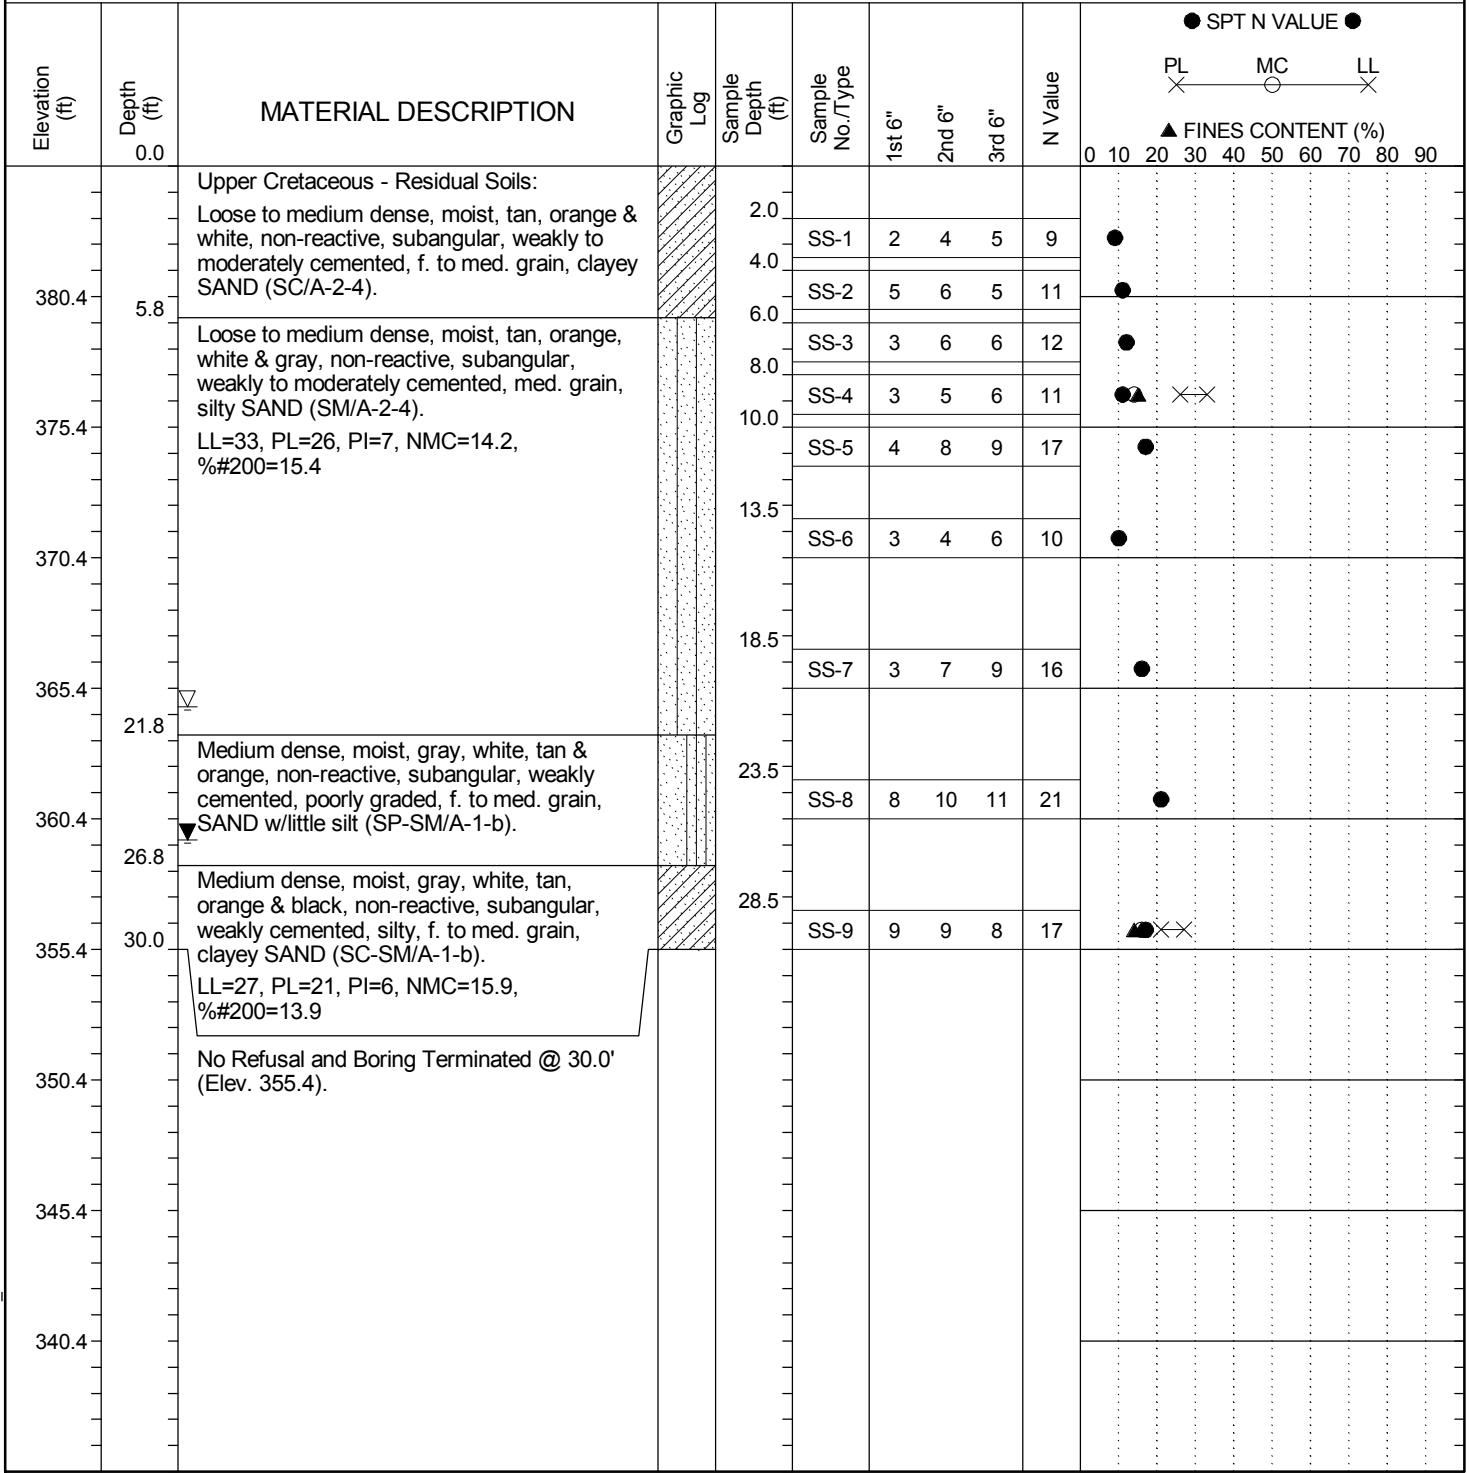 ● SPT N VALUE ●
PL MC LL
▲ FINES CONTENT (%)
0 10 20 30 40 50 60 70 80 90
Elevation (ft)
Depth (ft)
0.0
MATERIAL DESCRIPTION
Graphic Log
Sample Depth (ft)
Sample No./Type
1st 6"
2nd 6"
3rd 6"
N Value
Upper Cretaceous - Residual Soils:
Loose to medium dense, moist, tan, orange &
white, non-reactive, subangular, weakly to
moderately cemented, f. to med. grain, clayey
SAND (SC/A-2-4).
2.0
SS-1 2 4 5 9
4.0
380.4
5.8
SS-2 5 6 5 11
6.0
Loose to medium dense, moist, tan, orange,
white & gray, non-reactive, subangular,
weakly to moderately cemented, med. grain,
silty SAND (SM/A-2-4).
LL=33, PL=26, PI=7, NMC=14.2,
%#200=15.4
SS-3 3 6 6 12
8.0
SS-4 3 5 6 11
10.0
375.4
SS-5 4 8 9 17
13.5
SS-6 3 4 6 10
370.4
18.5
SS-7 3 7 9 16
365.4
21.8
Medium dense, moist, gray, white, tan &
orange, non-reactive, subangular, weakly
cemented, poorly graded, f. to med. grain,
SAND w/little silt (SP-SM/A-1-b).
23.5
SS-8 8 10 11 21
360.4
26.8
Medium dense, moist, gray, white, tan,
orange & black, non-reactive, subangular,
weakly cemented, silty, f. to med. grain,
clayey SAND (SC-SM/A-1-b).
LL=27, PL=21, PI=6, NMC=15.9,
%#200=13.9
28.5
SS-9 9 9 8 17
30.0
355.4
No Refusal and Boring Terminated @ 30.0'
(Elev. 355.4).
350.4
345.4
340.4